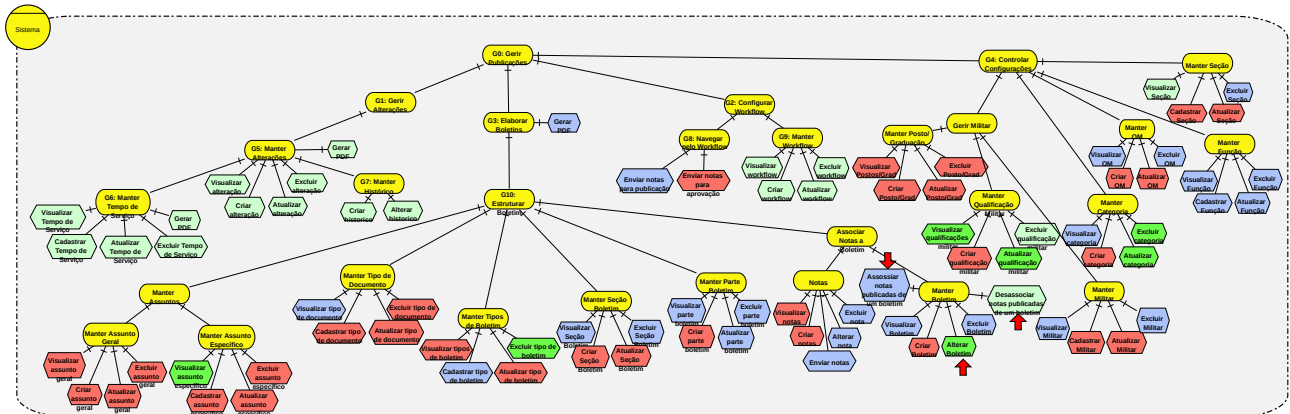 Sistema
G0: Gerir
Publicações
G4: Controlar
Configurações
Manter Seção
Visualizar
Seção
Excluir
Seção
Cadastrar
Seção
Atualizar
Seção
G1: Gerir
Alterações
G3: Elaborar
Boletins
Gerar
PDF
G2: Configurar
Workflow
G8: Navegar
pelo Workflow
G9: Manter
Workflow
Enviar notas
para publicação
Enviar notas
para
aprovação
Visualizar
workflow
Excluir
workflow
Criar
workflow
Atualizar
workflow
Gerir Militar
Manter Posto/
Graduação
Visualizar
Posto/Grad
Excluir
Posto/Grad
Criar
Posto/Grad
Atualizar
Posto/Grad
Manter
OM
Visualizar
OM
Excluir
OM
Criar
OM
Atualizar
OM
Manter
Função
Visualizar
Função
Excluir
Função
Cadastrar
Função
Atualizar
Função
G5: Manter
Alterações
Gerar
PDF
Visualizar
alteração
Excluir
alteração
Criar
alteração
Atualizar
alteração
G7: Manter
Histórico
Criar
historico
Alterar
historico
G6: Manter
Tempo de
Serviço
Visualizar
Tempo de
Serviço
Gerar
PDF
Cadastrar
Tempo de
Serviço
Atualizar
Tempo de
Serviço
Excluir Tempo
de Serviço
G10:
Estruturar
Boletim
Manter
Qualificação
Militar
Visualizar
qualificações
militar
Excluir
qualificação
militar
Criar
qualificação
militar
Atualizar
qualificação
militar
Manter
Categoria
Visualizar
categoria
Excluir
categoria
Criar
categoria
Atualizar
categoria
Associar
Notas a
Boletim
Manter
Assuntos
Manter Assunto
Geral
Visualizar
assunto
geral
Excluir
assunto
geral
Criar
assunto
geral
Atualizar
assunto
geral
Manter Assunto
Específico
Visualizar
assunto
específico
Excluir
assunto
específico
Cadastrar
assunto
específico
Atualizar
assunto
específico
Manter Tipo de
Documento
Visualizar tipo
de documento
Excluir tipo
de documento
Cadastrar tipo
de documento
Atualizar tipo
de documento
Manter Tipos
de Boletim
Visualizar tipos
de boletim
Excluir tipo de
boletim
Cadastrar tipo
de boletim
Atualizar tipo
de boletim
Manter Seção
Boletim
Visualizar
Seção
Boletim
Excluir
Seção
Boletim
Criar
Seção
Boletim
Atualizar
Seção
Boletim
Manter Parte
Boletim
Visualizar
parte
boletim
Excluir
parte
boletim
Criar
parte
boletim
Atualizar
parte
boletim
Notas
Visualizar
notas
Excluir
nota
Criar
notas
Alterar
nota
Enviar notas
Assossiar
notas
publicadas de
um boletim
Manter
Boletim
Desassociar
notas publicadas
de um boletim
Visualizar
Boletim
Excluir
Boletim
Criar
Boletim
Alterar
Boletim
Manter
Militar
Visualizar
Militar
Excluir
Militar
Cadastrar
Militar
Atualizar
Militar